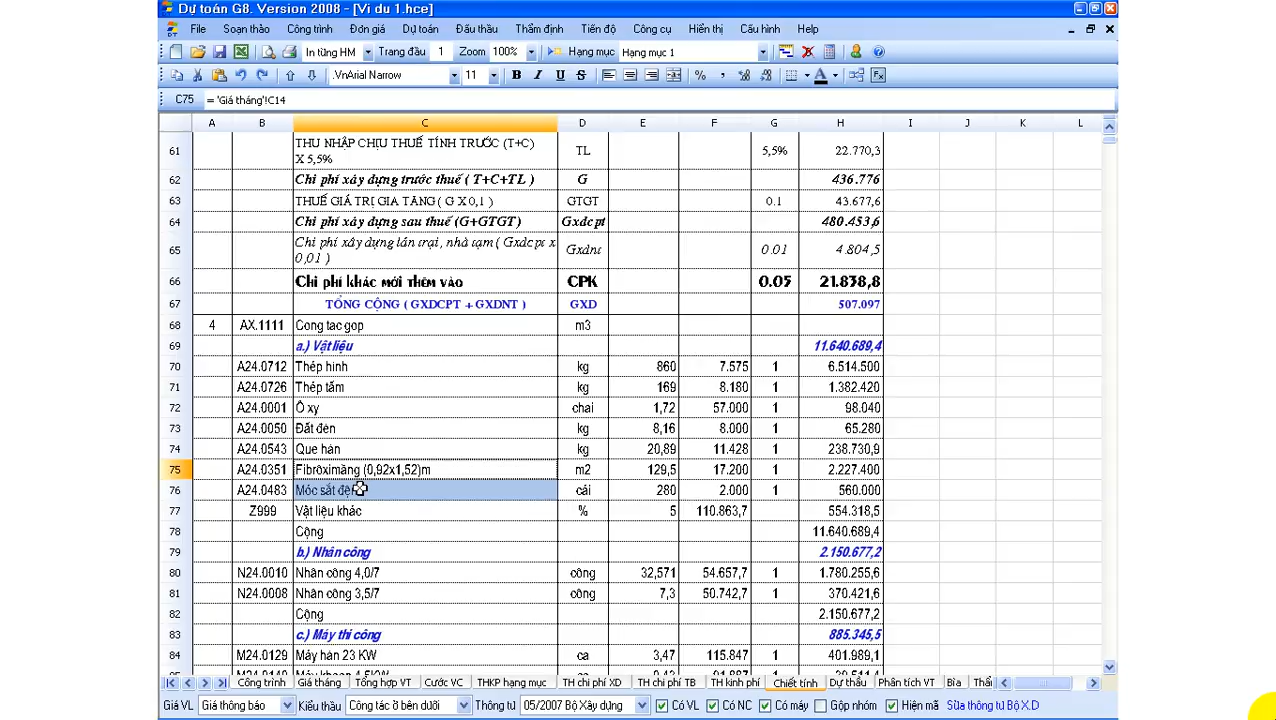 Dự toán G8. Version 2008 - [Vi du 1.hce]
File Soạn thảo Công trình Đơn giá Dự toán Đấu thầu Thẩm định Tiến độ Công cụ Hiển thị Cấu hình Help
In từng HM Trang đầu 1 Zoom 100% Hạng mục Hạng mục 1
.VnArial Narrow 11 B I U S % ,
C75 = 'Giá tháng'!C14
A B C D E F G H I J K L
61 THU NHẬP CHỊU THUẾ TÍNH TRƯỚC (T+C) X 5,5% TL 5,5% 22.770,3
62 Chi phí xây dựng trước thuế ( T+C+TL ) G 436.776
63 THUẾ GIÁ TRỊ GIA TĂNG ( G X 0,1 ) GTGT 0.1 43.677,6
64 Chi phí xây dựng sau thuế (G+GTGT) Gxdcpt 480.453,6
65 Chi phí xây dựng lán trại, nhà tạm ( Gxdcpt x 0,01 ) Gxdnt 0.01 4.804,5
66 Chi phí khác mới thêm vào CPK 0.05 21.838,8
67 TỔNG CỘNG ( GXDCPT + GXDNT ) GXD 507.097
68 4 AX.1111 Cong tac gop m3
69 a.) Vật liệu 11.640.689,4
70 A24.0712 Thép hình kg 860 7.575 1 6.514.500
71 A24.0726 Thép tấm kg 169 8.180 1 1.382.420
72 A24.0001 Ô xy chai 1,72 57.000 1 98.040
73 A24.0050 Đất đèn kg 8,16 8.000 1 65.280
74 A24.0543 Que hàn kg 20,89 11.428 1 238.730,9
75 A24.0351 Fibrôximăng (0,92x1,52)m m2 129,5 17.200 1 2.227.400
76 A24.0483 Móc sắt đệm cái 280 2.000 1 560.000
77 Z999 Vật liệu khác % 5 110.863,7 554.318,5
78 Cộng 11.640.689,4
79 b.) Nhân công 2.150.677,2
80 N24.0010 Nhân công 4,0/7 công 32,571 54.657,7 1 1.780.255,6
81 N24.0008 Nhân công 3,5/7 công 7,3 50.742,7 1 370.421,6
82 Cộng 2.150.677,2
83 c.) Máy thi công 885.345,5
84 M24.0129 Máy hàn 23 KW ca 3,47 115.847 1 401.989,1
Công trình Giá tháng Tổng hợp VT Cước VC THKP hạng mục TH chi phí XD TH chi phí TB TH kinh phí Chiết tính Dự thầu Phân tích VT Bìa
Giá VL Giá thông báo Kiểu thầu Công tác ở bên dưới Thông tư 05/2007 Bộ Xây dựng Có VL Có NC Có máy Gộp nhóm Hiện mã Sửa thông tư Bộ X.D